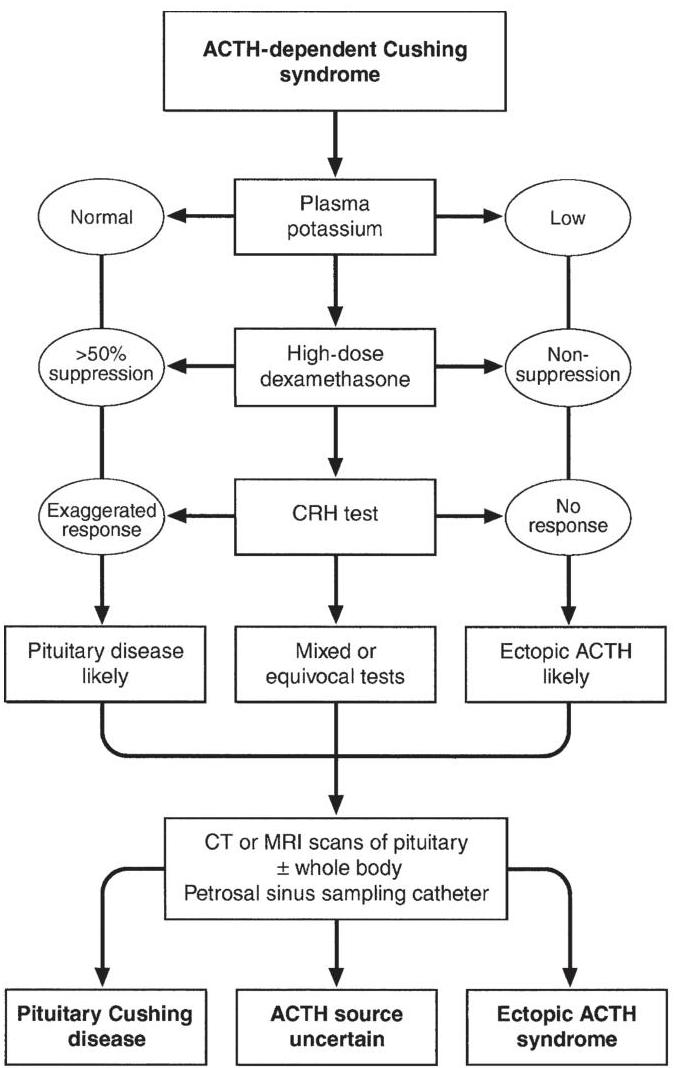 ACTH-dependent Cushing
syndrome
Normal
Plasma
potassium
Low
>50%
suppression
High-dose
dexamethasone
Non-
suppression
Exaggerated
response
CRH test
No
response
Pituitary disease
likely
Mixed or
equivocal tests
Ectopic ACTH
likely
CT or MRI scans of pituitary
± whole body
Petrosal sinus sampling catheter
Pituitary Cushing
disease
ACTH source
uncertain
Ectopic ACTH
syndrome